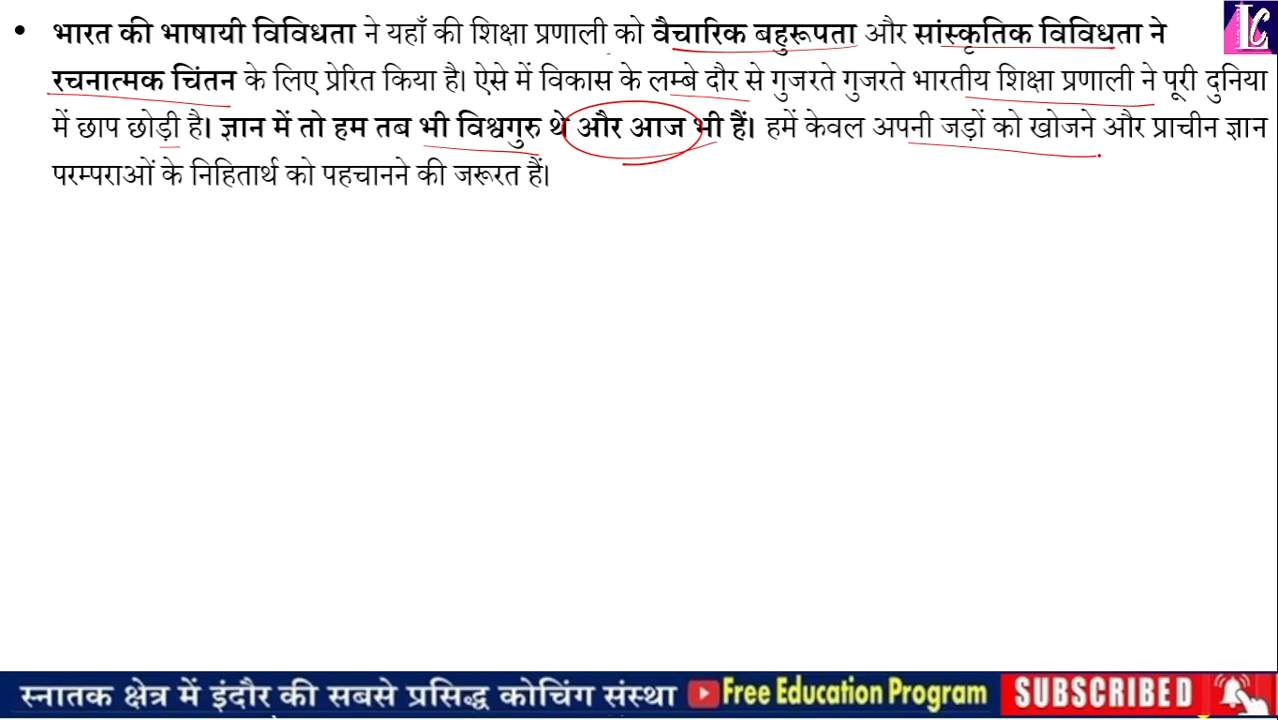 • भारत की भाषायी विविधता ने यहाँ की शिक्षा प्रणाली को वैचारिक बहुरूपता और सांस्कृतिक विविधता ने
रचनात्मक चिंतन के लिए प्रेरित किया है। ऐसे में विकास के लम्बे दौर से गुजरते गुजरते भारतीय शिक्षा प्रणाली ने पूरी दुनिया
में छाप छोड़ी है। ज्ञान में तो हम तब भी विश्वगुरु थे और आज भी हैं। हमें केवल अपनी जड़ों को खोजने और प्राचीन ज्ञान
परम्पराओं के निहितार्थ को पहचानने की जरूरत हैं।
LC
स्नातक क्षेत्र में इंदौर की सबसे प्रसिद्ध कोचिंग संस्था Free Education Program SUBSCRIBED